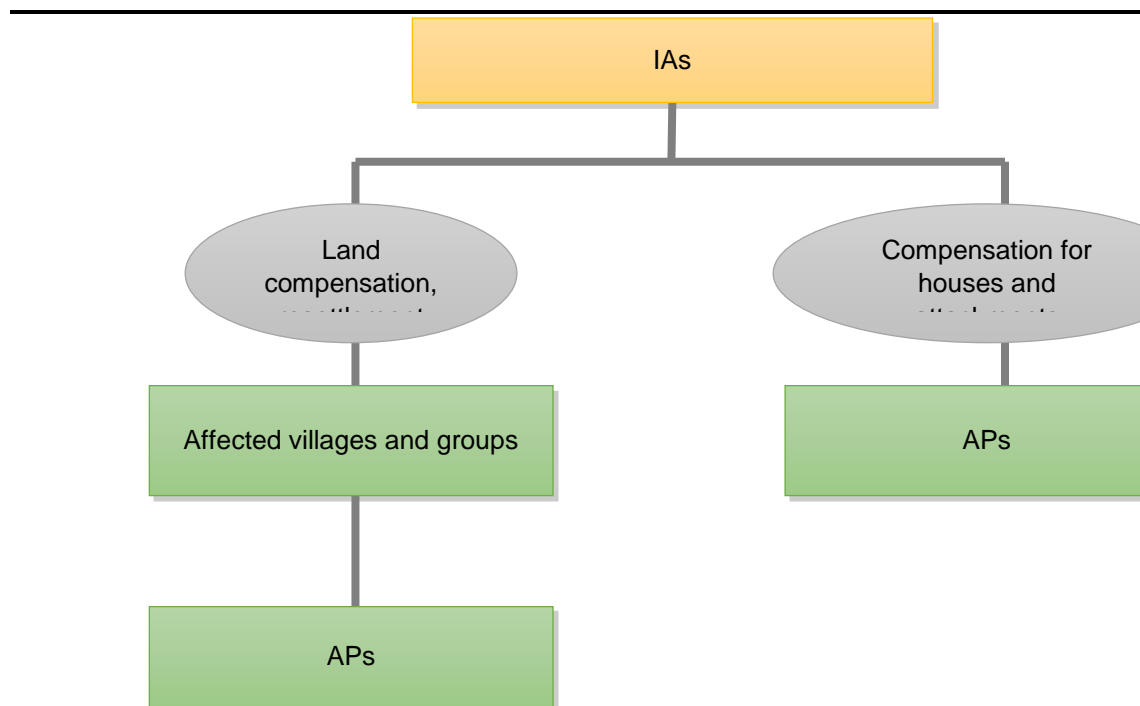 IAs
Land
compensation,
Compensation for
houses and
Affected villages and groups
APs
APs